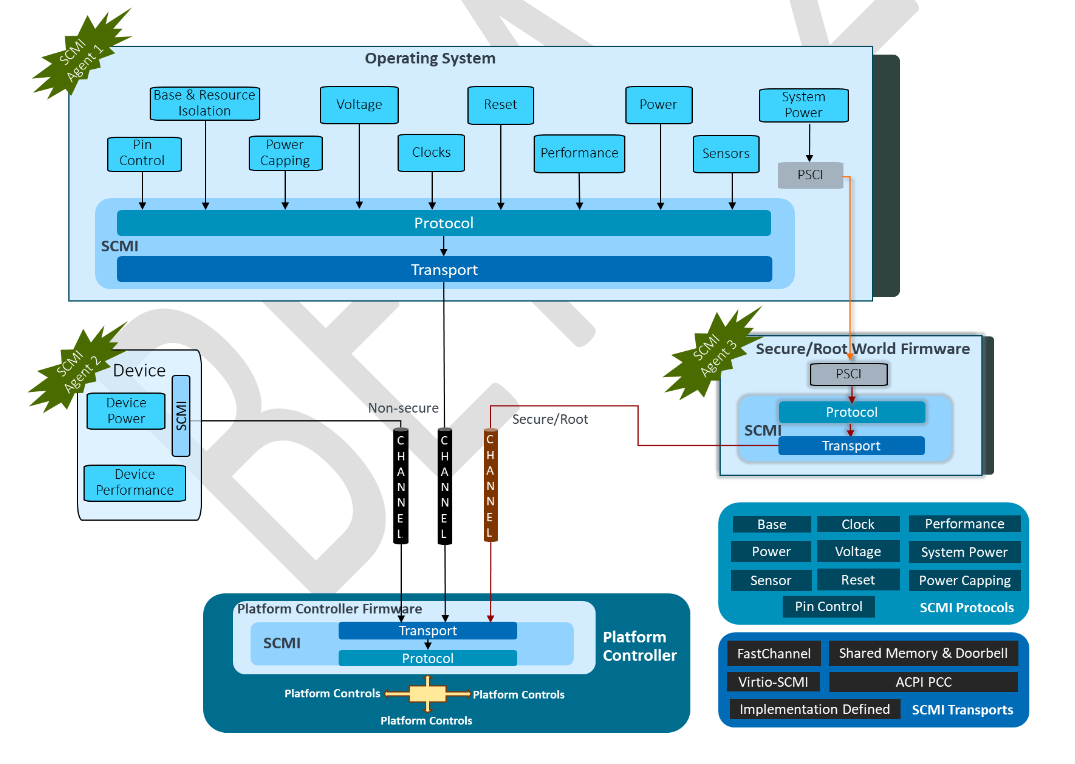 SCMI
Agent 1
Operating System
Base & Resource
Isolation
Voltage
Reset
Power
System
Power
Pin
Control
Power
Capping
Clocks
Performance
Sensors
PSCI
Protocol
SCMI
Transport
SCMI
Agent 2
Device
Device
Power
SCMI
Device
Performance
SCMI
Agent 3
Secure/Root World Firmware
PSCI
Protocol
SCMI
Transport
Non-secure
Secure/Root
CHANNEL
CHANNEL
CHANNEL
Platform Controller Firmware
SCMI
Transport
Protocol
Platform
Controller
Platform Controls
Platform Controls
Platform Controls
Base
Clock
Performance
Power
Voltage
System Power
Sensor
Reset
Power Capping
Pin Control
SCMI Protocols
FastChannel
Shared Memory & Doorbell
Virtio-SCMI
ACPI PCC
Implementation Defined
SCMI Transports